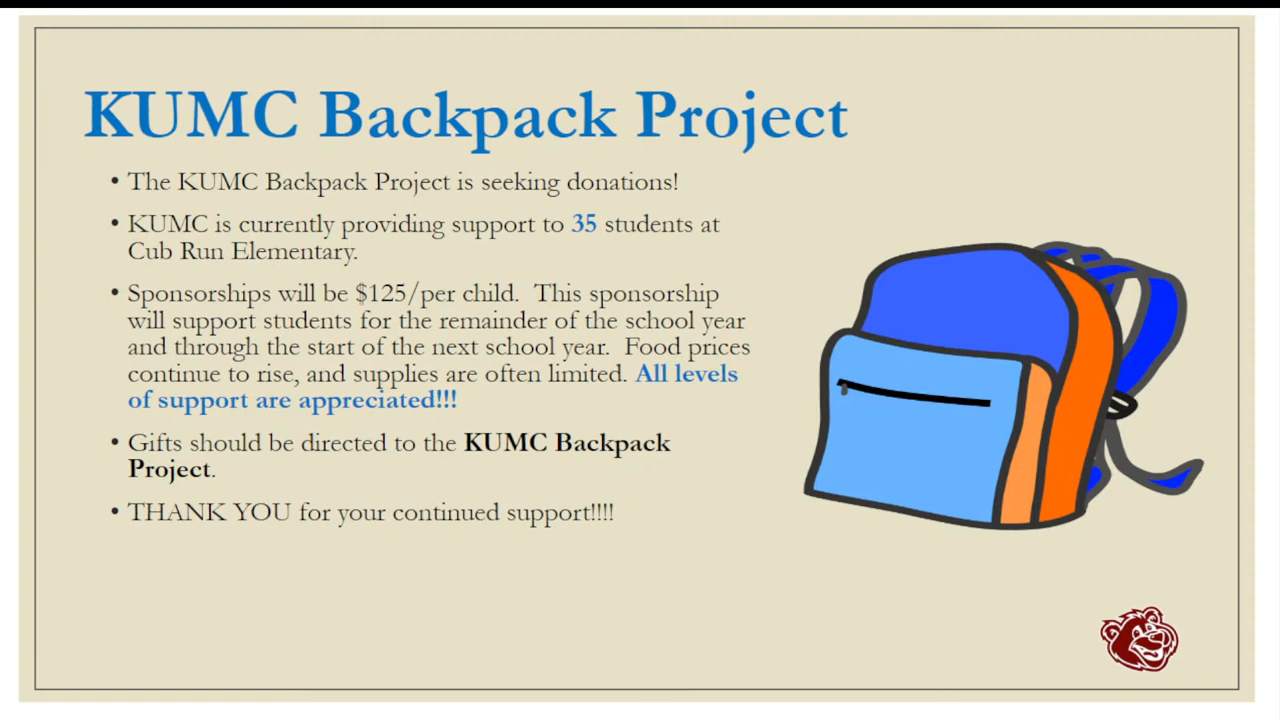 KUMC Backpack Project
• The KUMC Backpack Project is seeking donations!
• KUMC is currently providing support to 35 students at
Cub Run Elementary.
• Sponsorships will be $125/per child.  This sponsorship
will support students for the remainder of the school year
and through the start of the next school year.  Food prices
continue to rise, and supplies are often limited. All levels
of support are appreciated!!!
• Gifts should be directed to the KUMC Backpack
Project.
• THANK YOU for your continued support!!!!